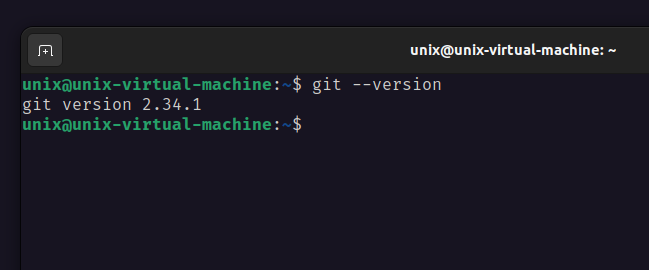 unix@unix-virtual-machine: ~
unix@unix-virtual-machine:~$ git --version
git version 2.34.1
unix@unix-virtual-machine:~$